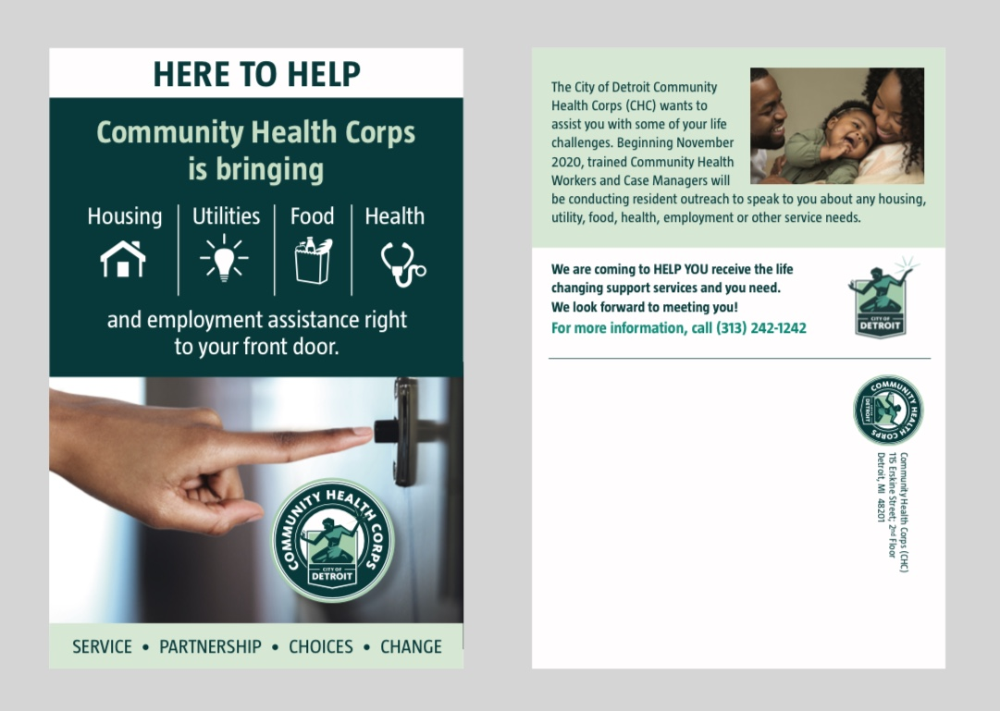 HERE TO HELP
Community Health Corps
is bringing
Housing
Utilities
Food
Health
and employment assistance right
to your front door.
COMMUNITY HEALTH CORPS
CITY OF
DETROIT
SERVICE • PARTNERSHIP • CHOICES • CHANGE
The City of Detroit Community
Health Corps (CHC) wants to
assist you with some of your life
challenges. Beginning November
2020, trained Community Health
Workers and Case Managers will
be conducting resident outreach to speak to you about any housing,
utility, food, health, employment or other service needs.
We are coming to HELP YOU receive the life
changing support services and you need.
We look forward to meeting you!
For more information, call (313) 242-1242
CITY OF
DETROIT
COMMUNITY HEALTH CORPS
DETROIT
Community Health Corps (CHC)
115 Erskine Street; 2nd Floor
Detroit, MI 48201